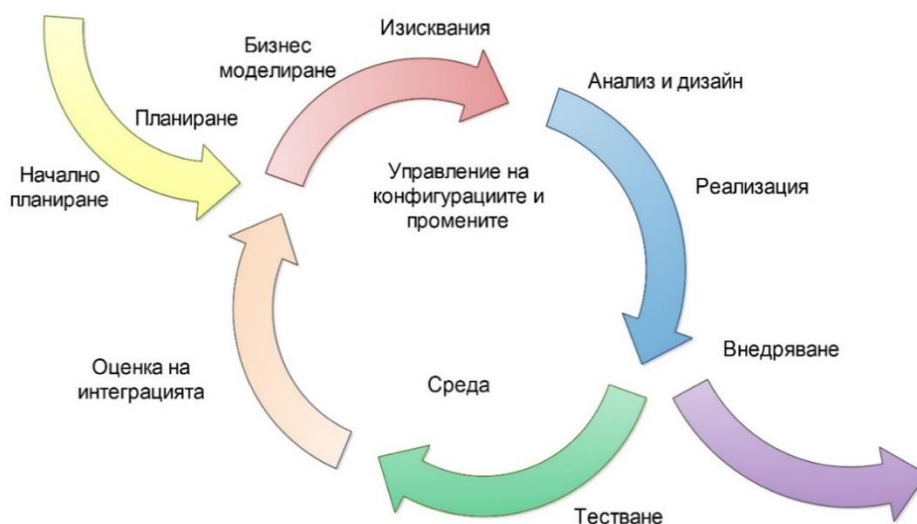 Изисквания
Бизнес
моделиране
Анализ и дизайн
Планиране
Начално
планиране
Управление на
конфигурациите и
промените
Реализация
Внедряване
Оценка на
интеграцията
Среда
Тестване